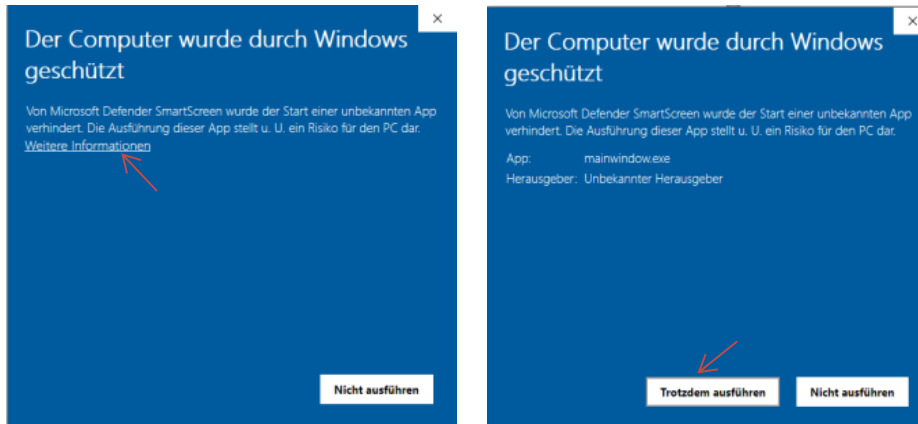 Der Computer wurde durch Windows
geschützt
Von Microsoft Defender SmartScreen wurde der Start einer unbekannten App
verhindert. Die Ausführung dieser App stellt u. U. ein Risiko für den PC dar.
Weitere Informationen
Nicht ausführen
Der Computer wurde durch Windows
geschützt
Von Microsoft Defender SmartScreen wurde der Start einer unbekannten App
verhindert. Die Ausführung dieser App stellt u. U. ein Risiko für den PC dar.
App: mainwindow.exe
Herausgeber: Unbekannter Herausgeber
Trotzdem ausführen Nicht ausführen